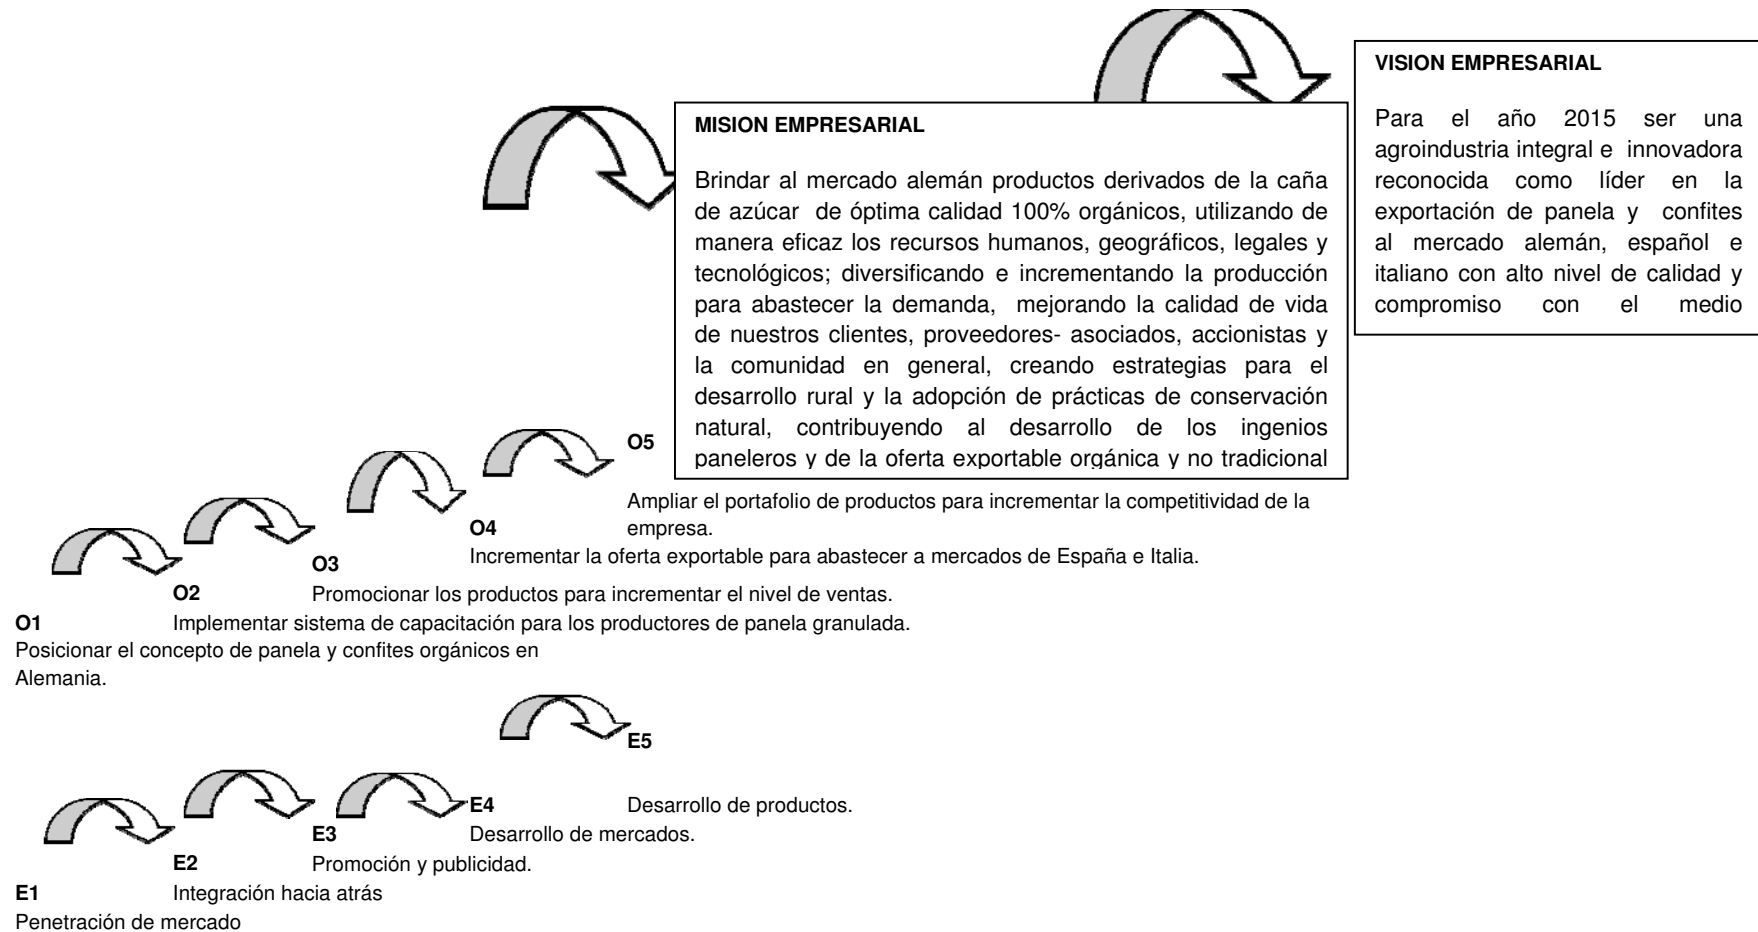 VISION EMPRESARIAL
Para el año 2015 ser una
agroindustria integral e innovadora
reconocida como líder en la
exportación de panela y confites
al mercado alemán, español e
italiano con alto nivel de calidad y
compromiso con el medio
MISION EMPRESARIAL
Brindar al mercado alemán productos derivados de la caña
de azúcar de óptima calidad 100% orgánicos, utilizando de
manera eficaz los recursos humanos, geográficos, legales y
tecnológicos; diversificando e incrementando la producción
para abastecer la demanda, mejorando la calidad de vida
de nuestros clientes, proveedores- asociados, accionistas y
la comunidad en general, creando estrategias para el
desarrollo rural y la adopción de prácticas de conservación
natural, contribuyendo al desarrollo de los ingenios
paneleros y de la oferta exportable orgánica y no tradicional
O5
Ampliar el portafolio de productos para incrementar la competitividad de la
empresa.
O4
Incrementar la oferta exportable para abastecer a mercados de España e Italia.
O3
Promocionar los productos para incrementar el nivel de ventas.
O2
Implementar sistema de capacitación para los productores de panela granulada.
O1
Posicionar el concepto de panela y confites orgánicos en
Alemania.
E5
Desarrollo de productos.
E4
Desarrollo de mercados.
E3
Promoción y publicidad.
E2
Integración hacia atrás
E1
Penetración de mercado